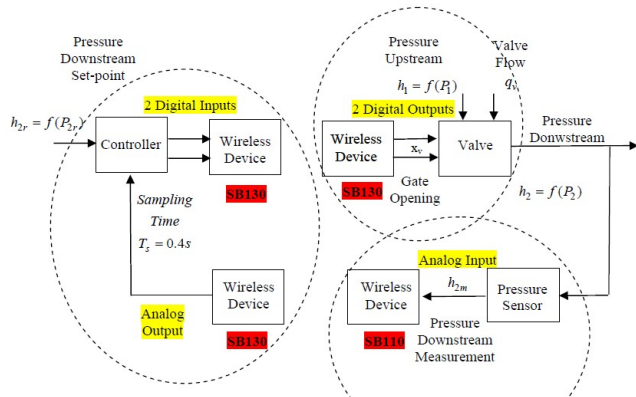 Pressure
Downstream
Set-point
h₂ᵣ = f(P₂ᵣ)
Controller
2 Digital Inputs
Wireless
Device
SB130
Sampling
Time
Tₛ = 0.4s
Analog
Output
Wireless
Device
SB130
Pressure
Upstream
h₁ = f(P₁)
Valve
Flow
qᵥ
2 Digital Outputs
Wireless
Device
SB130
xᵥ
Gate
Opening
Valve
Pressure
Donwstream
h₂ = f(P₂)
Analog Input
Wireless
Device
SB110
h₂ₘ
Pressure
Sensor
Pressure
Downstream
Measurement